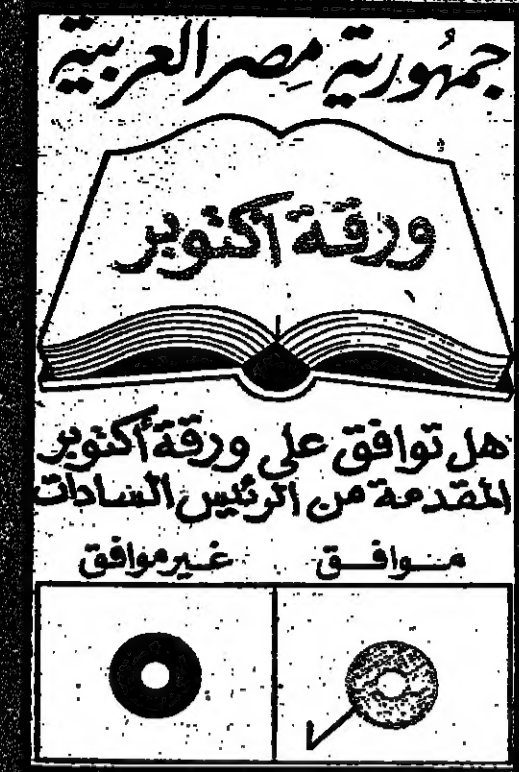 جمهورية مصر العربية
ورقة أكتوبر
هل توافق على ورقة أكتوبر
المقدمة من الرئيس السادات
موافق غير موافق